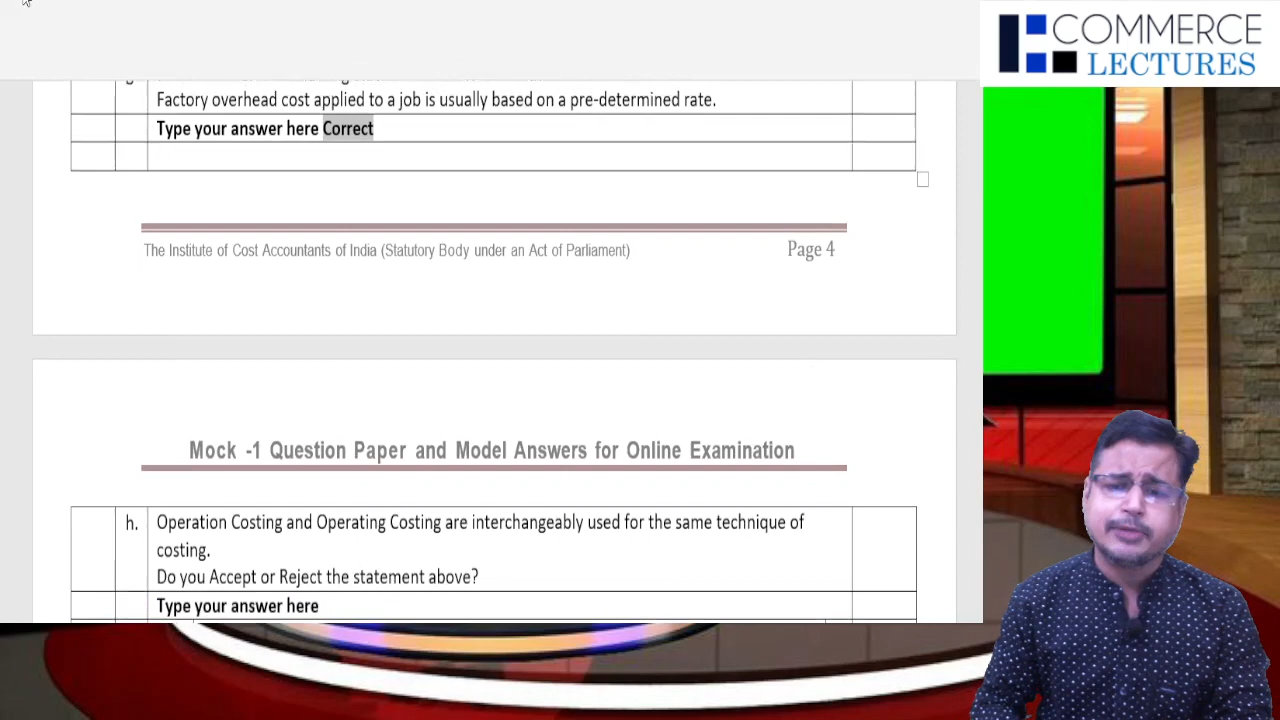 COMMERCE
LECTURES
Factory overhead cost applied to a job is usually based on a pre-determined rate.
Type your answer here Correct
The Institute of Cost Accountants of India (Statutory Body under an Act of Parliament)
Page 4
Mock -1 Question Paper and Model Answers for Online Examination
h. Operation Costing and Operating Costing are interchangeably used for the same technique of
costing.
Do you Accept or Reject the statement above?
Type your answer here